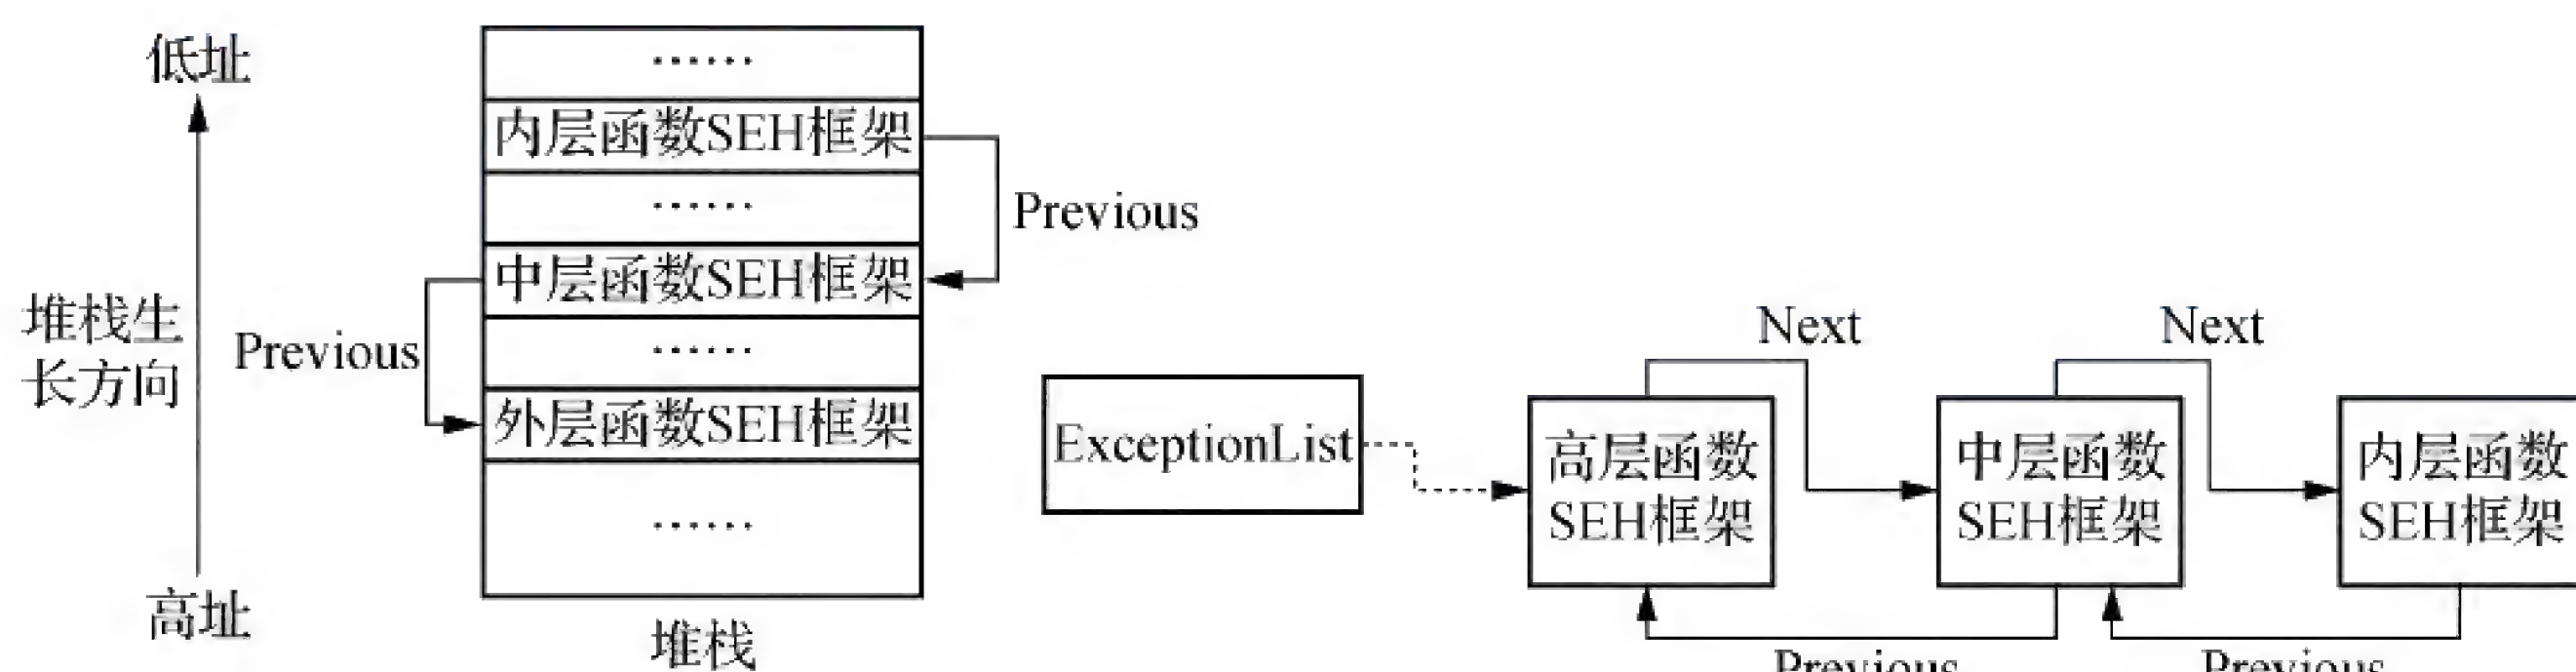 低址
堆栈生
长方向
高址
……
内层函数SEH框架
……
中层函数SEH框架
……
外层函数SEH框架
……
堆栈
Previous
Previous
ExceptionList
Next
Next
高层函数
SEH框架
中层函数
SEH框架
内层函数
SEH框架
Previous
Previous